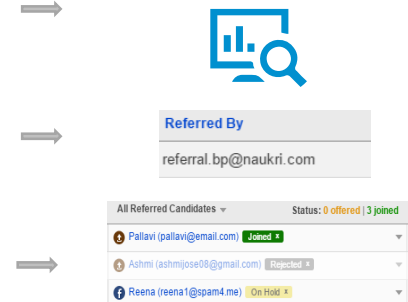 Referred By
referral.bp@naukri.com
All Referred Candidates Status: 0 offered | 3 joined
Pallavi (pallavi@email.com) Joined x
Ashmi (ashmijose08@gmail.com) Rejected x
Reena (reena1@spam4.me) On Hold x